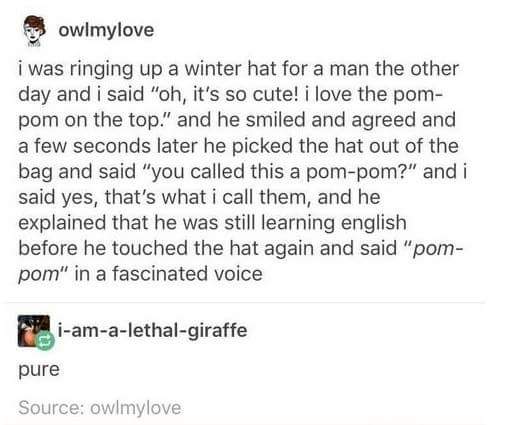 owlmylove
i was ringing up a winter hat for a man the other
day and i said "oh, it's so cute! i love the pom-
pom on the top." and he smiled and agreed and
a few seconds later he picked the hat out of the
bag and said "you called this a pom-pom?" and i
said yes, that's what i call them, and he
explained that he was still learning english
before he touched the hat again and said "pom-
pom" in a fascinated voice
i-am-a-lethal-giraffe
pure
Source: owlmylove